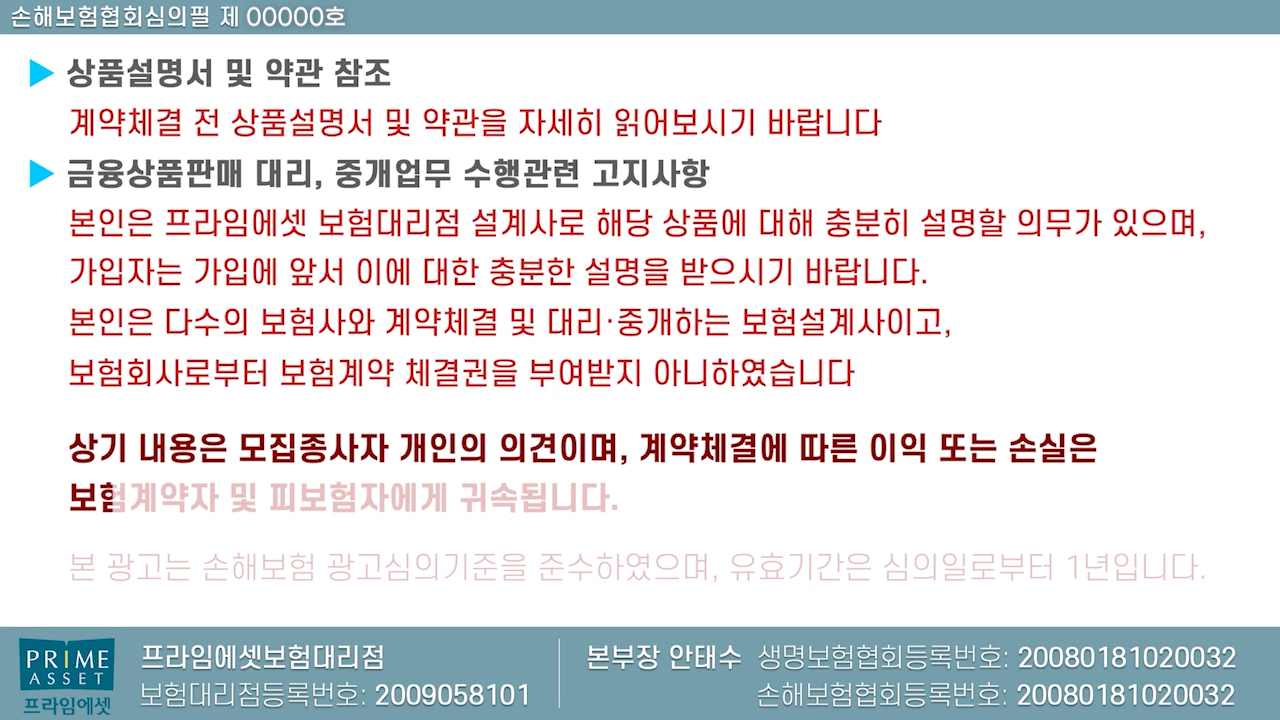 손해보험협회심의필 제 00000호
▶ 상품설명서 및 약관 참조
계약체결 전 상품설명서 및 약관을 자세히 읽어보시기 바랍니다
▶ 금융상품판매 대리, 중개업무 수행관련 고지사항
본인은 프라임에셋 보험대리점 설계사로 해당 상품에 대해 충분히 설명할 의무가 있으며,
가입자는 가입에 앞서 이에 대한 충분한 설명을 받으시기 바랍니다.
본인은 다수의 보험사와 계약체결 및 대리·중개하는 보험설계사이고,
보험회사로부터 보험계약 체결권을 부여받지 아니하였습니다
상기 내용은 모집종사자 개인의 의견이며, 계약체결에 따른 이익 또는 손실은
보험계약자 및 피보험자에게 귀속됩니다.
본 광고는 손해보험 광고심의기준을 준수하였으며, 유효기간은 심의일로부터 1년입니다.
PRIME
ASSET
프라임에셋
프라임에셋보험대리점
보험대리점등록번호: 2009058101
본부장 안태수 생명보험협회등록번호: 20080181020032
손해보험협회등록번호: 20080181020032